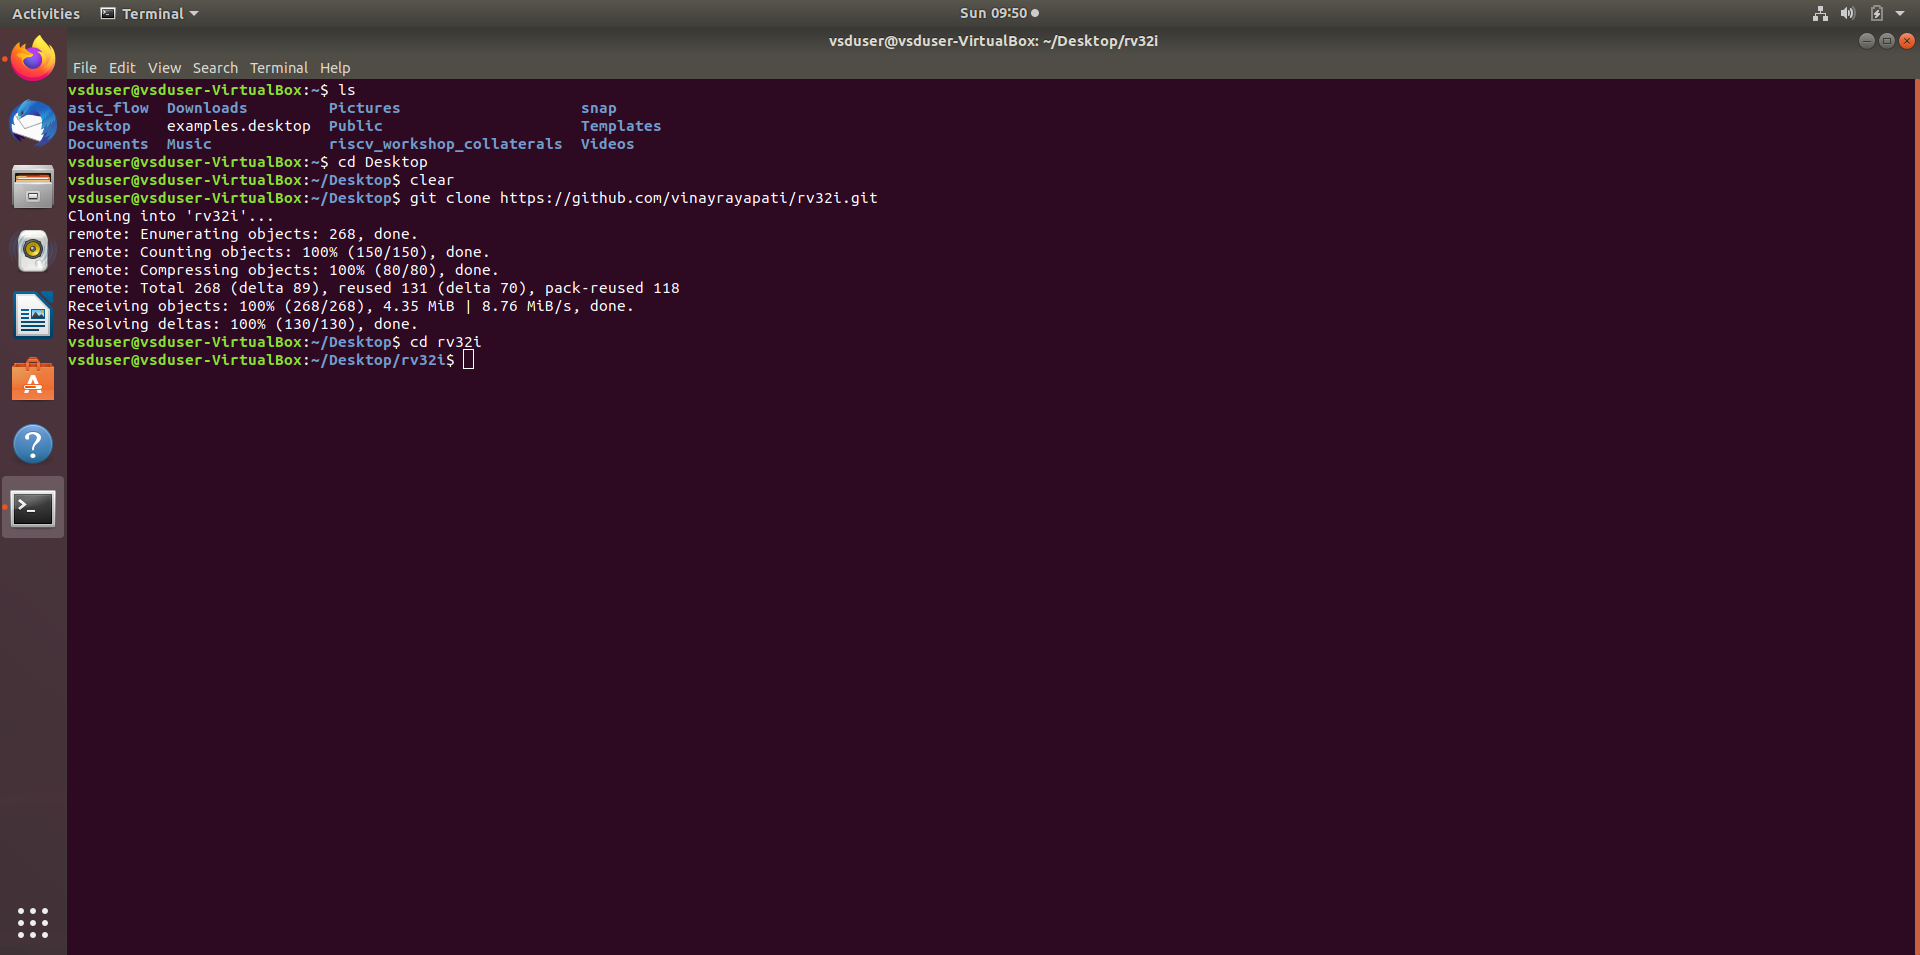 Activities Terminal Sun 09:50
vsduser@vsduser-VirtualBox: ~/Desktop/rv32i
File Edit View Search Terminal Help
vsduser@vsduser-VirtualBox:~$ ls
asic_flow Downloads Pictures snap
Desktop examples.desktop Public Templates
Documents Music riscv_workshop_collaterals Videos
vsduser@vsduser-VirtualBox:~$ cd Desktop
vsduser@vsduser-VirtualBox:~/Desktop$ clear
vsduser@vsduser-VirtualBox:~/Desktop$ git clone https://github.com/vinayrayapati/rv32i.git
Cloning into 'rv32i'...
remote: Enumerating objects: 268, done.
remote: Counting objects: 100% (150/150), done.
remote: Compressing objects: 100% (80/80), done.
remote: Total 268 (delta 89), reused 131 (delta 70), pack-reused 118
Receiving objects: 100% (268/268), 4.35 MiB | 8.76 MiB/s, done.
Resolving deltas: 100% (130/130), done.
vsduser@vsduser-VirtualBox:~/Desktop$ cd rv32i
vsduser@vsduser-VirtualBox:~/Desktop/rv32i$